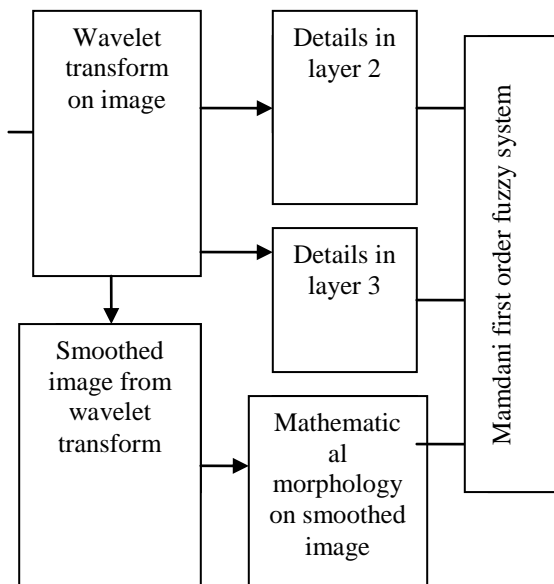 Wavelet
transform
on image
Details in
layer 2
Details in
layer 3
Smoothed
image from
wavelet
transform
Mathematic
al
morphology
on smoothed
image
Mamdani first order fuzzy system